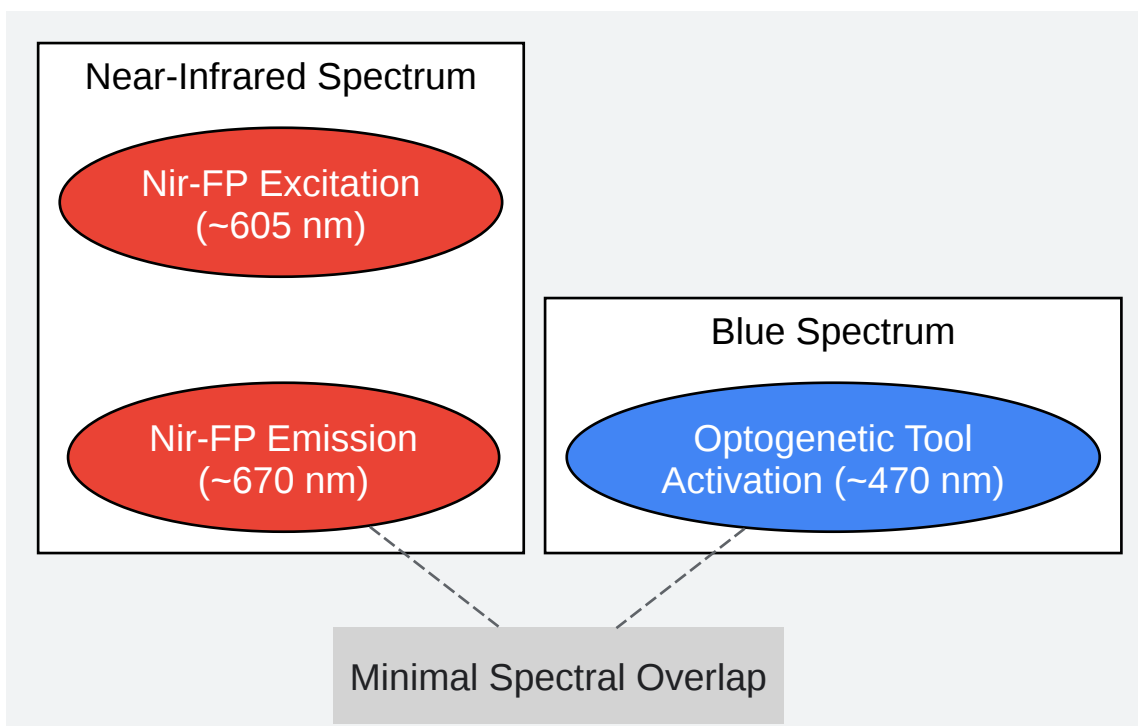 Near-Infrared Spectrum
Nir-FP Excitation
(~605 nm)
Nir-FP Emission
(~670 nm)
Blue Spectrum
Optogenetic Tool
Activation (~470 nm)
Minimal Spectral Overlap